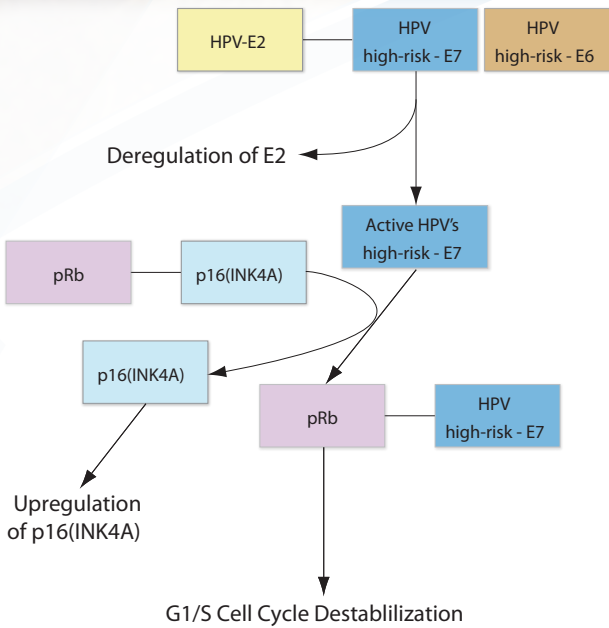 HPV-E2
HPV
high-risk - E7
HPV
high-risk - E6
Deregulation of E2
Active HPV's
high-risk - E7
pRb
p16(INK4A)
p16(INK4A)
pRb
HPV
high-risk - E7
Upregulation
of p16(INK4A)
G1/S Cell Cycle Destablilization